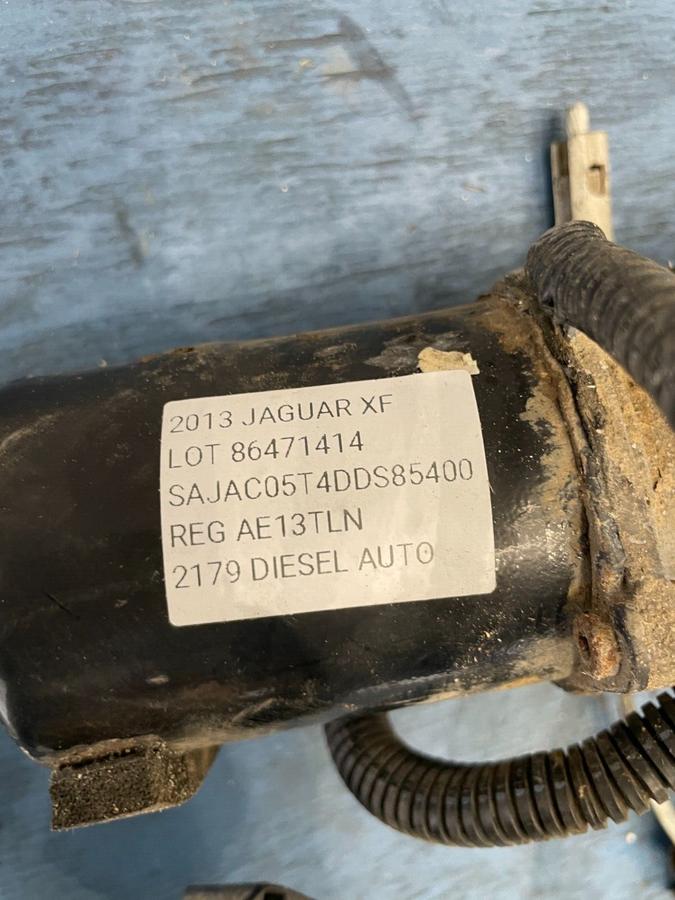 2013 JAGUAR XF
LOT 86471414
SAJAC05T4DDS85400
REG AE13TLN
2179 DIESEL AUTO